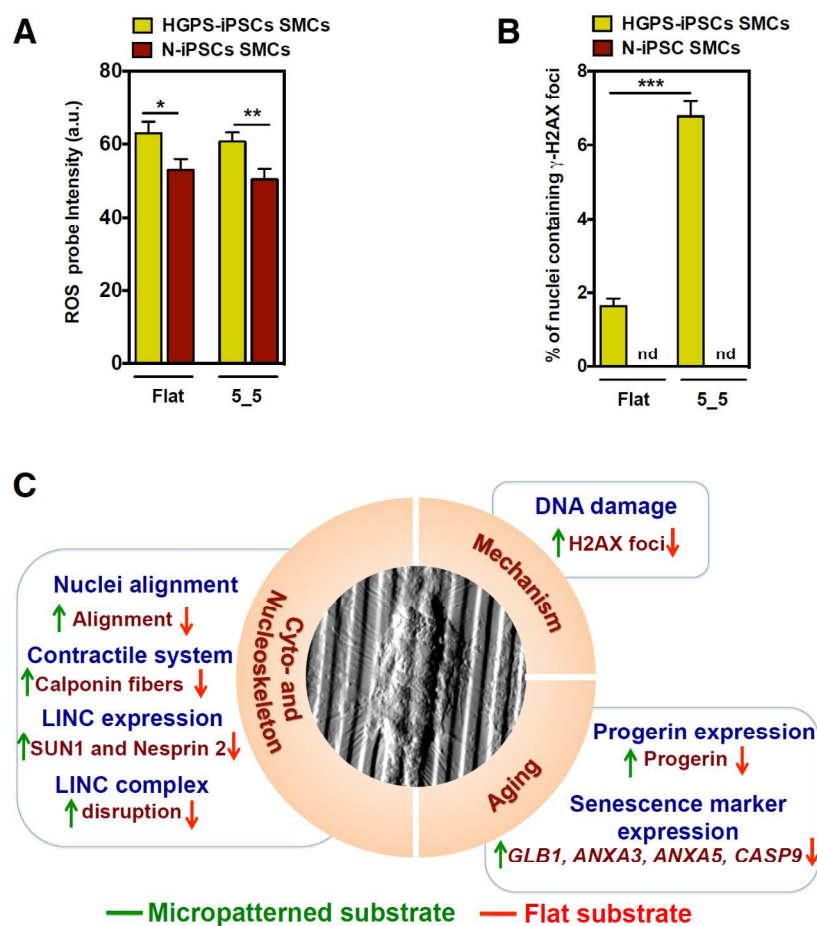 A
HGPS-iPSCs SMCs
N-iPSCs SMCs
ROS probe Intensity (a.u.)
80
60
40
20
0
*
**
Flat
5_5
B
HGPS-iPSCs SMCs
N-iPSC SMCs
% of nuclei containing γ-H2AX foci
8
6
4
2
0
***
nd
nd
Flat
5_5
C
Nuclei alignment
Alignment
Contractile system
Calponin fibers
LINC expression
SUN1 and Nesprin 2
LINC complex
disruption
Cyto- and
Nucleoskeleton
Mechanism
Aging
DNA damage
H2AX foci
Progerin expression
Progerin
Senescence marker
expression
GLB1, ANXA3, ANXA5, CASP9
Micropatterned substrate
Flat substrate